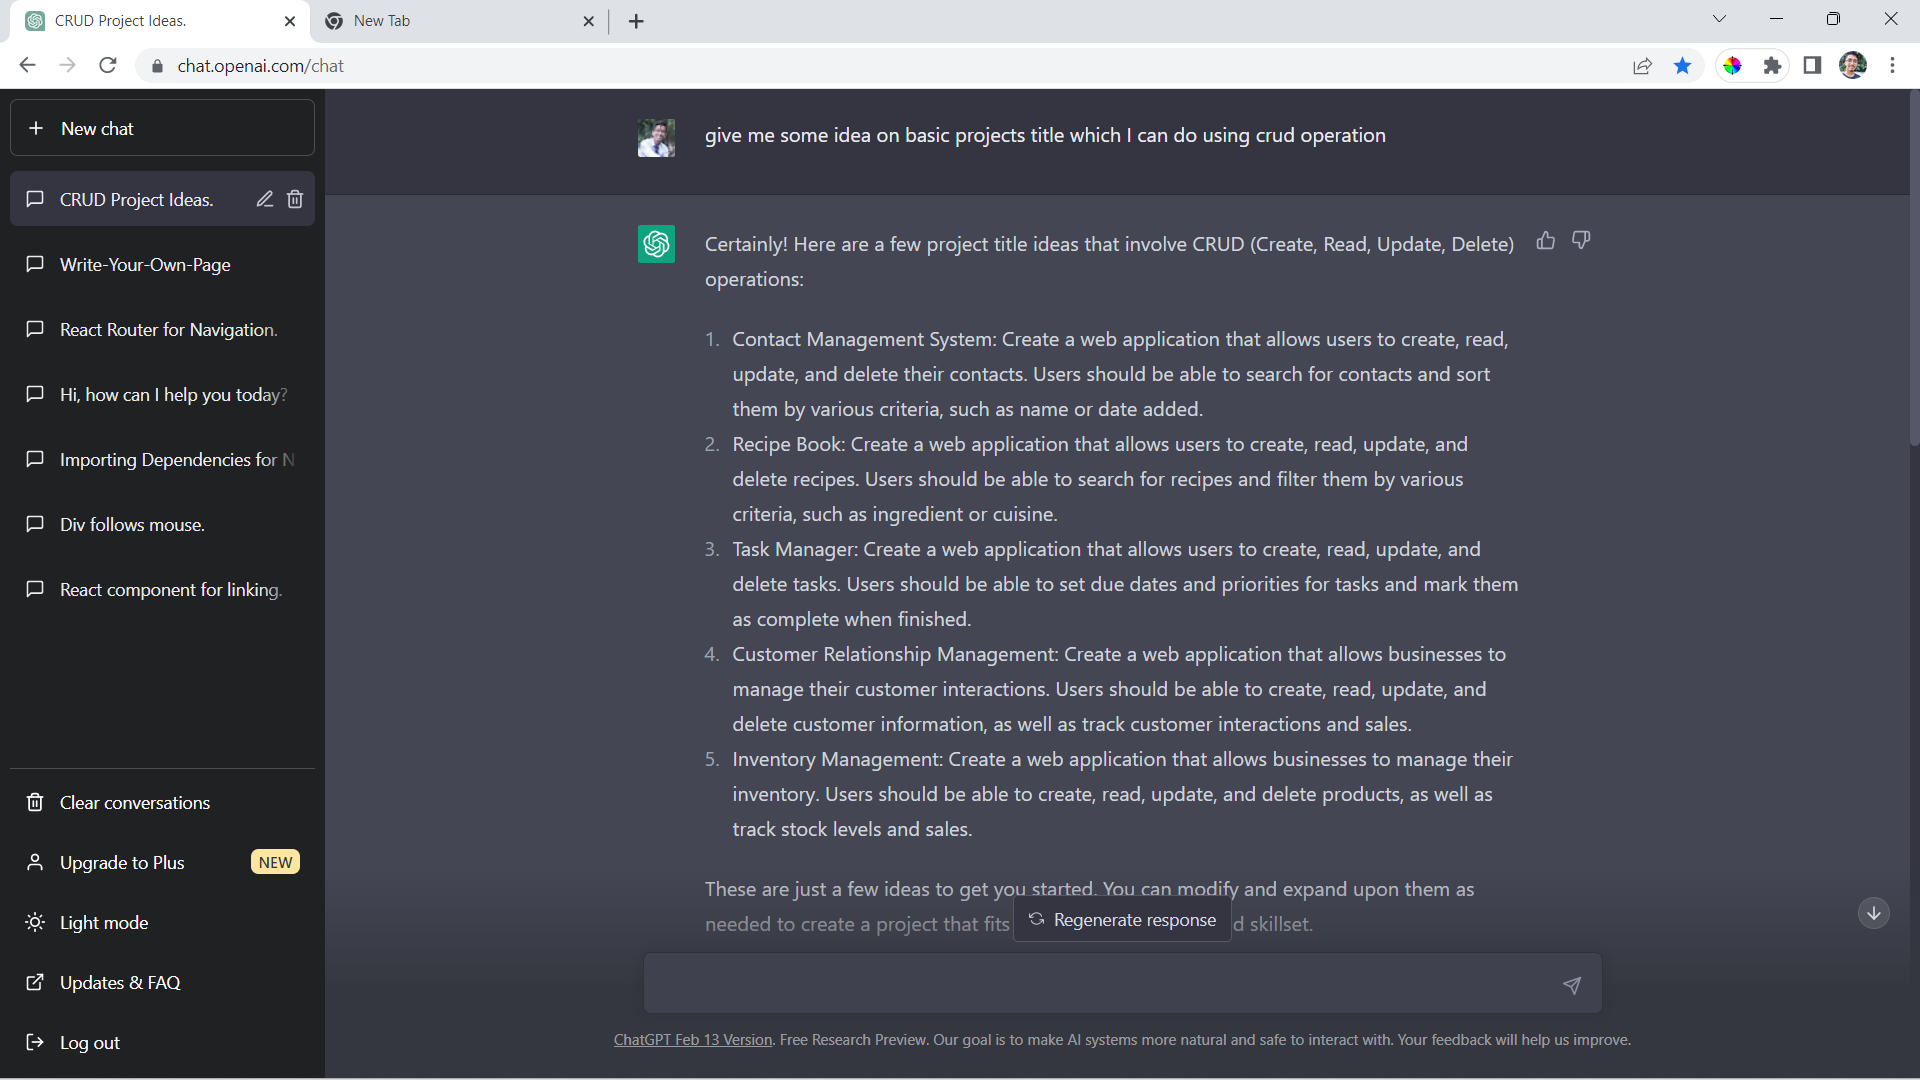 CRUD Project Ideas.
New Tab
chat.openai.com/chat
New chat
CRUD Project Ideas.
Write-Your-Own-Page
React Router for Navigation.
Hi, how can I help you today?
Importing Dependencies for N
Div follows mouse.
React component for linking.
Clear conversations
Upgrade to Plus NEW
Light mode
Updates & FAQ
Log out
give me some idea on basic projects title which I can do using crud operation
Certainly! Here are a few project title ideas that involve CRUD (Create, Read, Update, Delete)
operations:
1. Contact Management System: Create a web application that allows users to create, read,
update, and delete their contacts. Users should be able to search for contacts and sort
them by various criteria, such as name or date added.
2. Recipe Book: Create a web application that allows users to create, read, update, and
delete recipes. Users should be able to search for recipes and filter them by various
criteria, such as ingredient or cuisine.
3. Task Manager: Create a web application that allows users to create, read, update, and
delete tasks. Users should be able to set due dates and priorities for tasks and mark them
as complete when finished.
4. Customer Relationship Management: Create a web application that allows businesses to
manage their customer interactions. Users should be able to create, read, update, and
delete customer information, as well as track customer interactions and sales.
5. Inventory Management: Create a web application that allows businesses to manage their
inventory. Users should be able to create, read, update, and delete products, as well as
track stock levels and sales.
These are just a few ideas to get you started. You can modify and expand upon them as
needed to create a project that fits
d skillset.
Regenerate response
ChatGPT Feb 13 Version. Free Research Preview. Our goal is to make AI systems more natural and safe to interact with. Your feedback will help us improve.